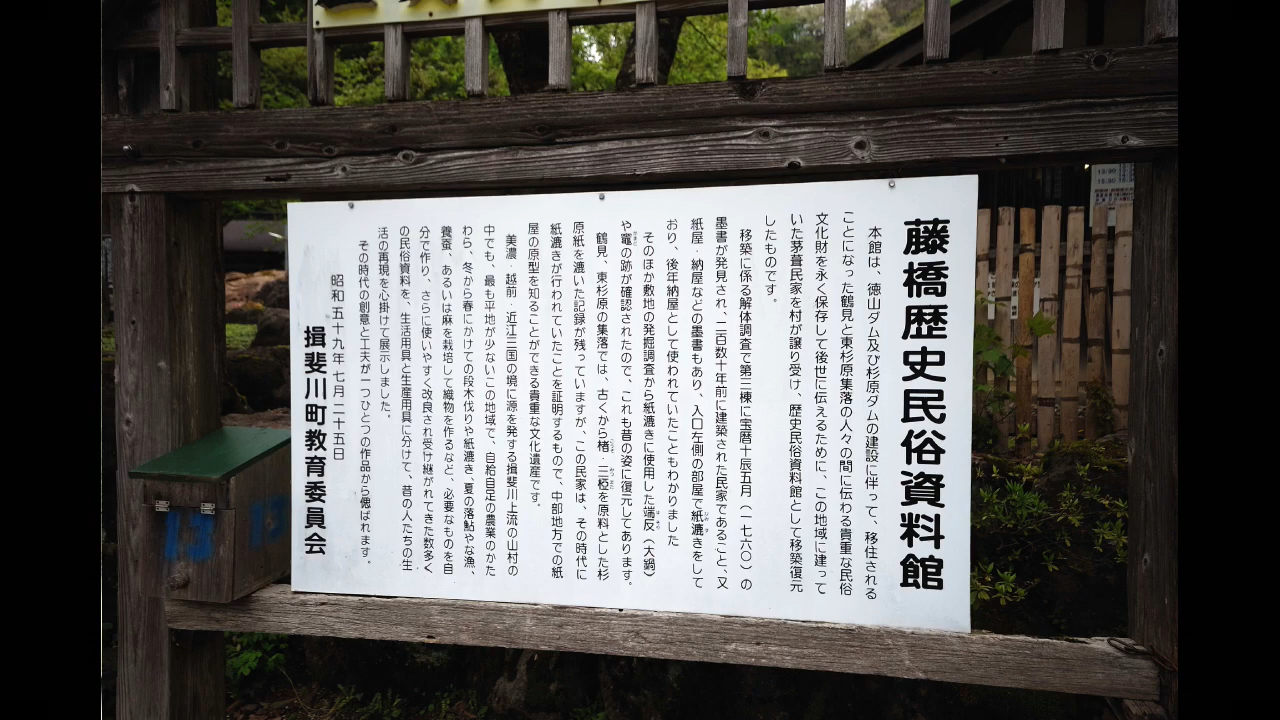 藤橋歴史民俗資料館
本館は、徳山ダム及び杉原ダムの建設に伴って、移住される
ことになった鶴見と東杉原集落の人々の間に伝わる貴重な民俗
文化財を永く保存して後世に伝えるために、この地域に建って
いた茅葺民家を村が譲り受け、歴史民俗資料館として移築復元
したものです。
移築に係る解体調査で第三棟に宝暦十辰五月（一七六〇）の
墨書が発見され、二百数十年前に建築された民家であること、又
紙屋・納屋などの墨書もあり、入口左側の部屋で紙漉きをして
おり、後年納屋として使われていたこともわかりました
そのほか敷地の発掘調査から紙漉きに使用した端反（大鍋）
や竈の跡が確認されたので、これも昔の姿に復元してあります。
鶴見、東杉原の集落では、古くから楮・三椏を原料とした杉
原紙を漉いた記録が残っていますが、この民家は、その時代に
紙漉きが行われていたことを証明するもので、中部地方での紙
屋の原型を知ることができる貴重な文化遺産です。
美濃・越前・近江三国の境に源を発する揖斐川上流の山村の
中でも、最も平地が少ないこの地域で、自給自足の農業のかた
わら、冬から春にかけての段木伐りや紙漉き、夏の落鮎やな漁、
養蚕、あるいは麻を栽培して織物を作るなど、必要なものを自
分で作り、さらに使いやすく改良され受け継がれてきた数多く
の民俗資料を、生活用具と生産用具に分けて、昔の人たちの生
活の再現を心掛けて展示しました。
その時代の創意と工夫が一つひとつの作品から偲ばれます。
昭和五十九年七月二十五日
揖斐川町教育委員会
13
13